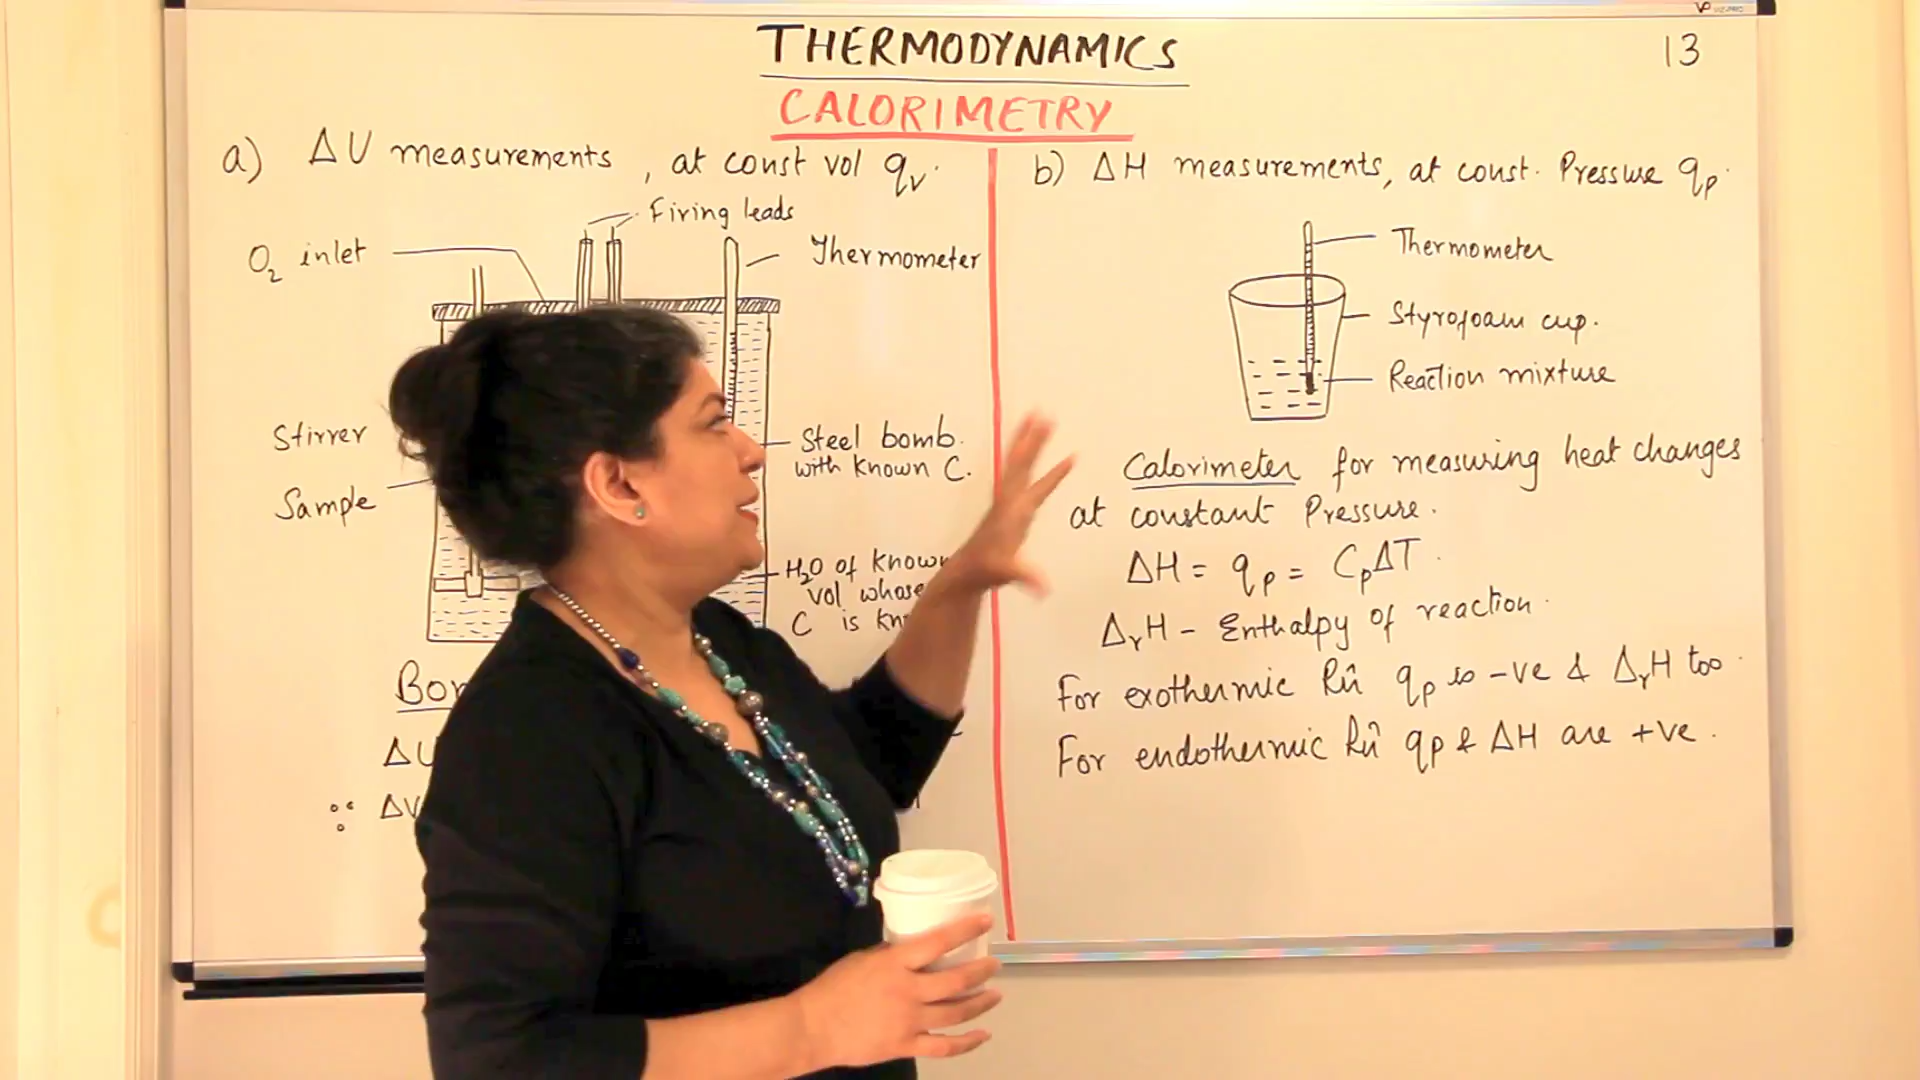 THERMODYNAMICS
13
CALORIMETRY
a) ΔU measurements, at const vol qv.
Firing leads
O2 inlet
Thermometer
Stirrer
Sample
Steel bomb.
with known C.
H2O of known
vol whose
C is kn
Bo
ΔU
∵ ΔV
b) ΔH measurements, at const. Pressure qp.
Thermometer
Styrofoam cup.
Reaction mixture
Calorimeter for measuring heat changes
at constant Pressure.
ΔH = qp = CpΔT.
ΔrH - Enthalpy of reaction.
For exothermic Rxn qp is -ve & ΔrH too.
For endothermic Rxn qp & ΔH are +ve.